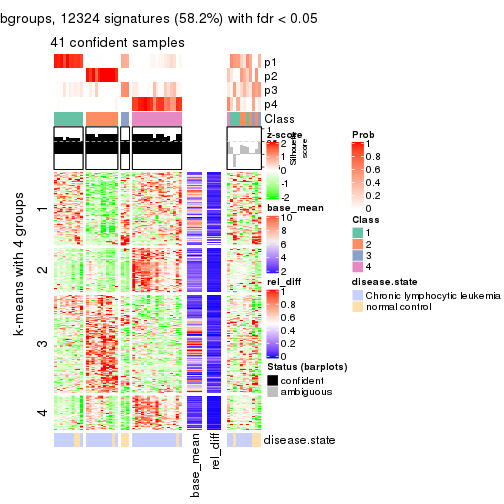 bgroups, 12324 signatures (58.2%) with fdr < 0.05
41 confident samples
p1
p2
p3
p4
Class
1
Silhouette
score
z-score
2
1
0
-1
-2
base_mean
10
8
6
4
2
rel_diff
1
0.8
0.6
0.4
0.2
0
Status (barplots)
confident
ambiguous
Prob
1
0.8
0.6
0.4
0.2
0
Class
1
2
3
4
disease.state
Chronic lymphocytic leukemia
normal control
k-means with 4 groups
1
2
3
4
disease.state
base_mean
rel_diff